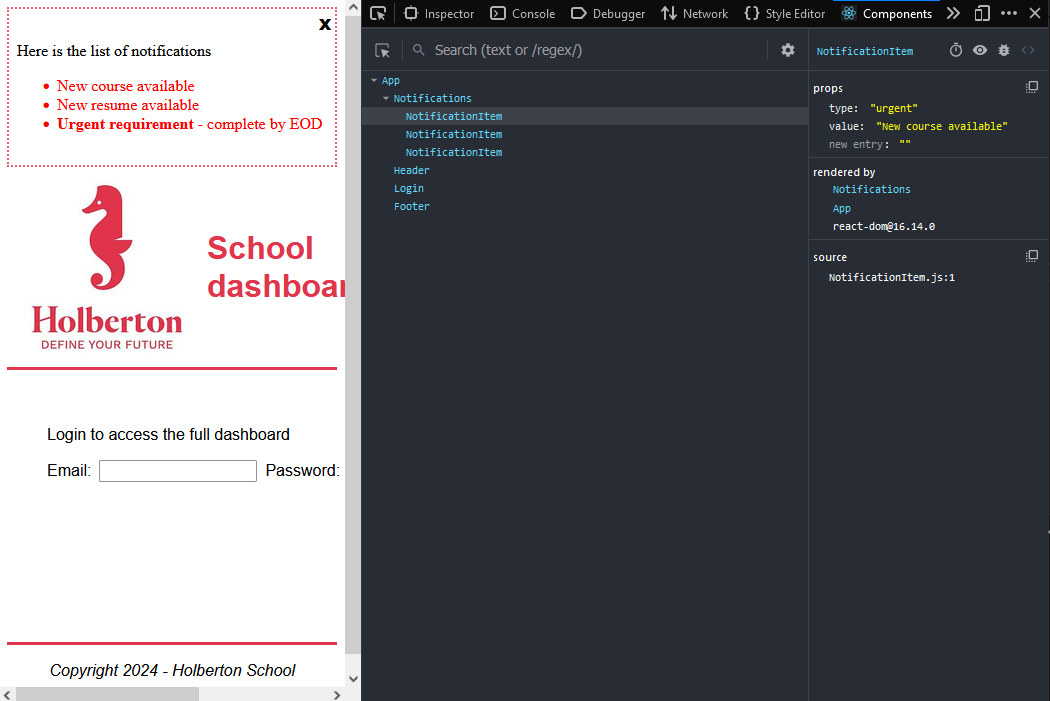 x
Here is the list of notifications
New course available
New resume available
Urgent requirement - complete by EOD
School
dashboar
Holberton
DEFINE YOUR FUTURE
Login to access the full dashboard
Email: Password:
Copyright 2024 - Holberton School
Inspector Console Debugger Network Style Editor Components
Search (text or /regex/)
App
Notifications
NotificationItem
NotificationItem
NotificationItem
Header
Login
Footer
NotificationItem
props
type: "urgent"
value: "New course available"
new entry: ""
rendered by
Notifications
App
react-dom@16.14.0
source
NotificationItem.js:1